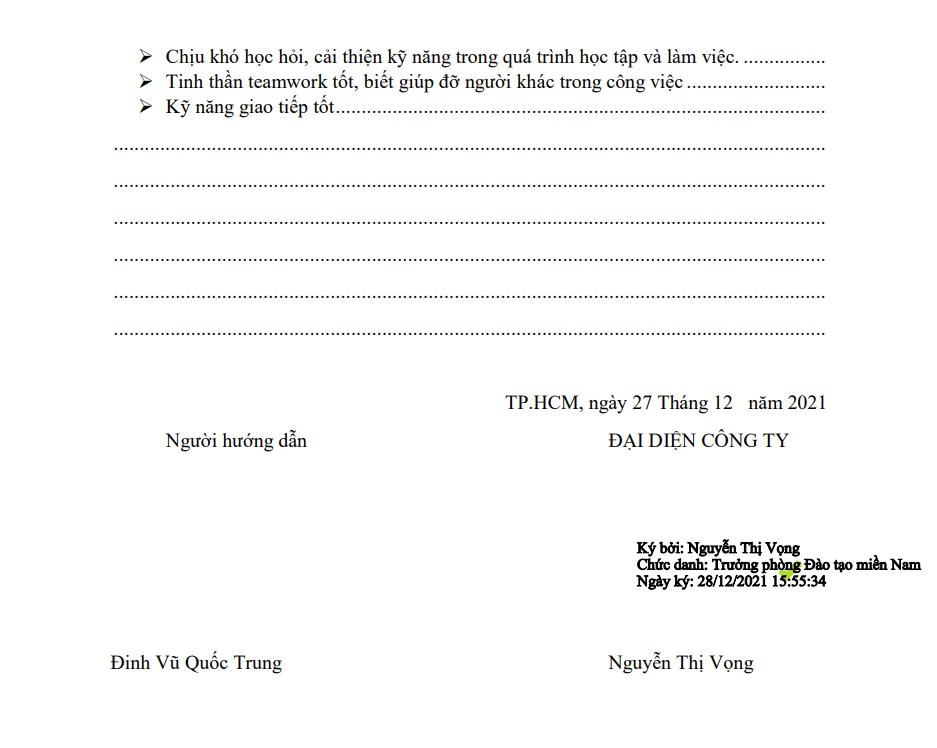 ➢ Chịu khó học hỏi, cải thiện kỹ năng trong quá trình học tập và làm việc. ................
➢ Tinh thần teamwork tốt, biết giúp đỡ người khác trong công việc ...........................
➢ Kỹ năng giao tiếp tốt...............................................................................................
TP.HCM, ngày 27 Tháng 12 năm 2021
Người hướng dẫn ĐẠI DIỆN CÔNG TY
Ký bởi: Nguyễn Thị Vọng
Chức danh: Trưởng phòng Đào tạo miền Nam
Ngày ký: 28/12/2021 15:55:34
Đinh Vũ Quốc Trung Nguyễn Thị Vọng